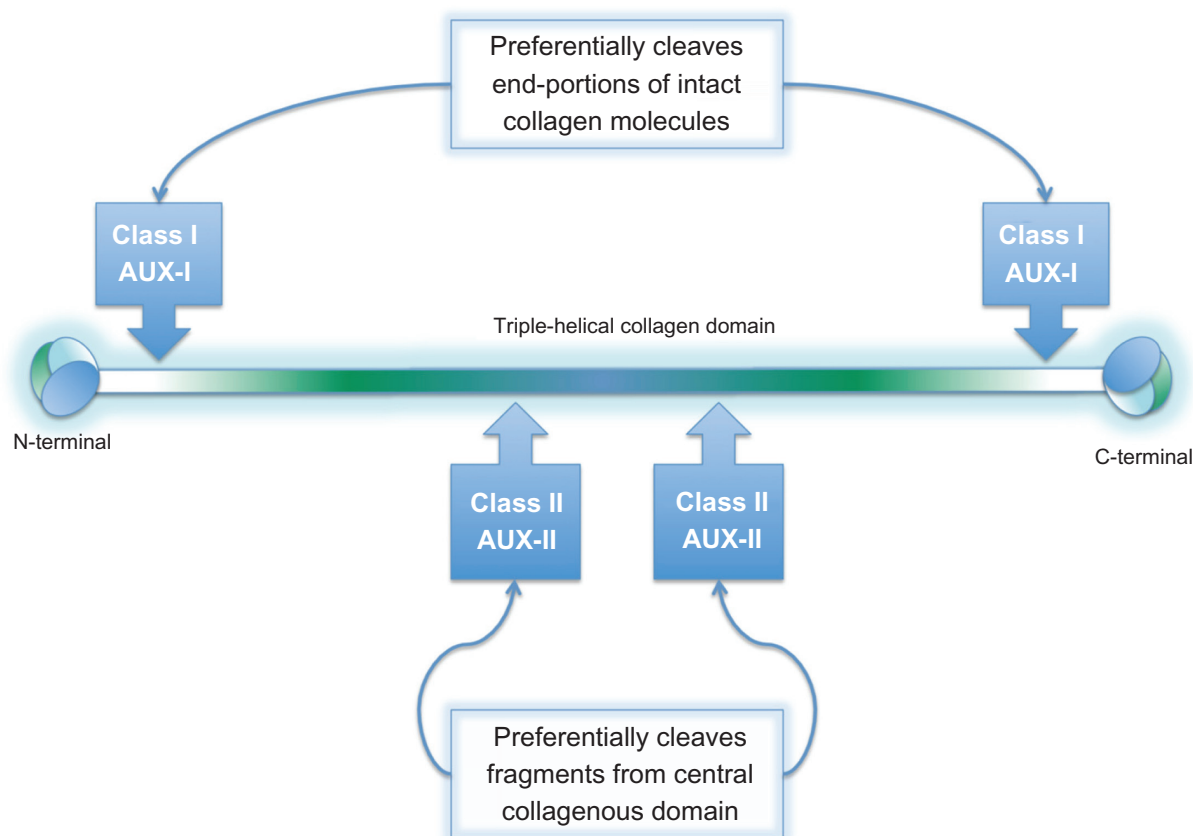 Preferentially cleaves
end-portions of intact
collagen molecules
Class I
AUX-I
Class I
AUX-I
Triple-helical collagen domain
N-terminal
C-terminal
Class II
AUX-II
Class II
AUX-II
Preferentially cleaves
fragments from central
collagenous domain